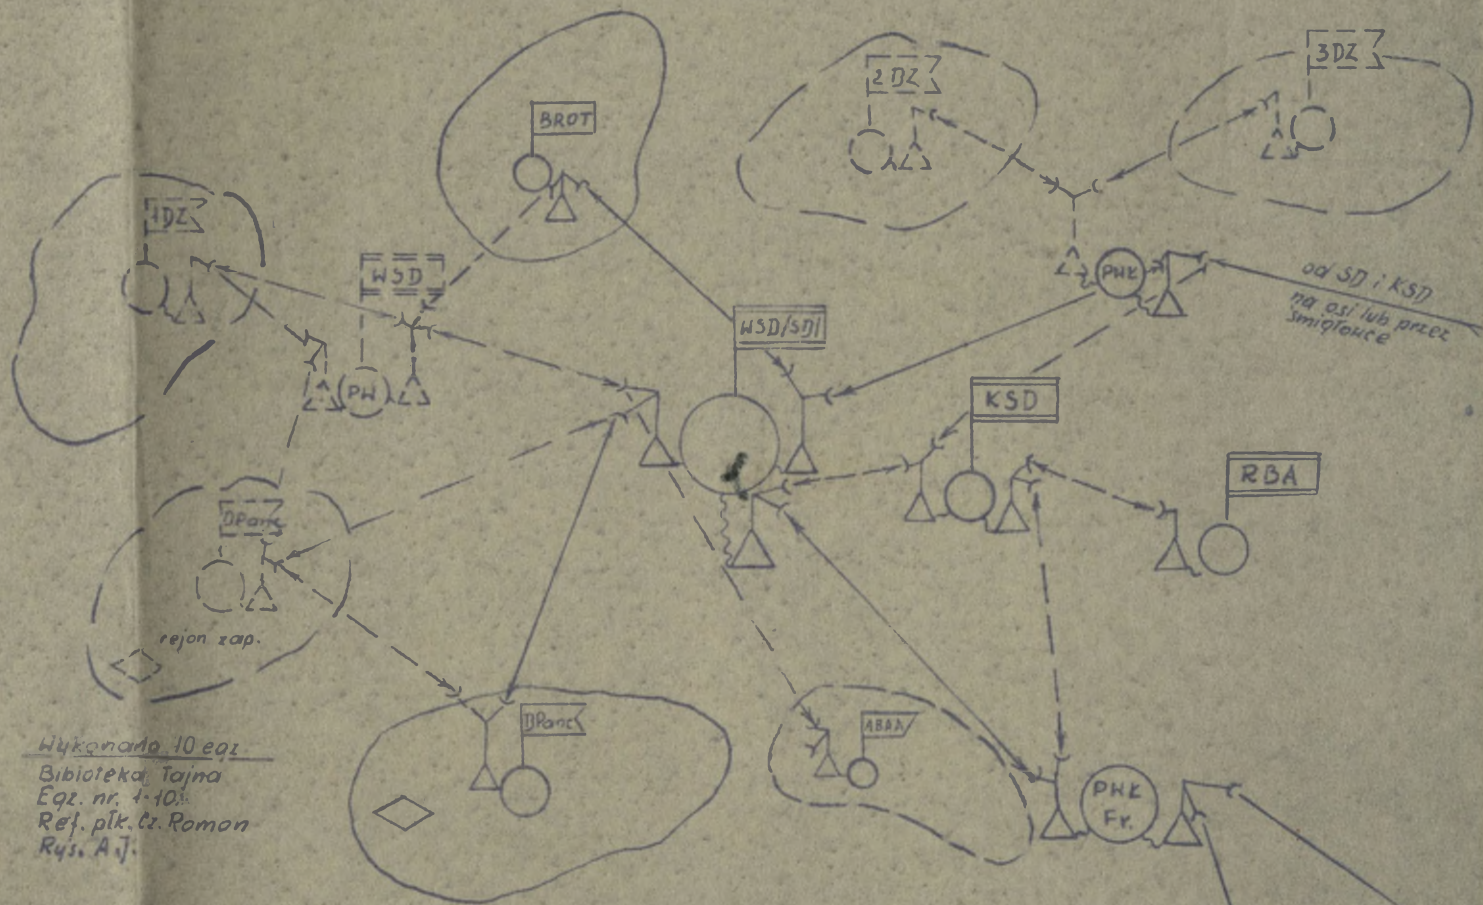 3DZ
2DZ
BROT
1DZ
WSD
PWŁ
od SD i KSD
na osi lub przez
śmigłowce
WSD/SD/
PW
KSD
RBA
DPanc
rejon zap.
DPanc
ABAA
Wykonano 10 egz
Bibioteka Tajna
Egz. nr. 1-10.
Ref. płk. Cz. Romon
Rys. A.J.
PWŁ
Fr.